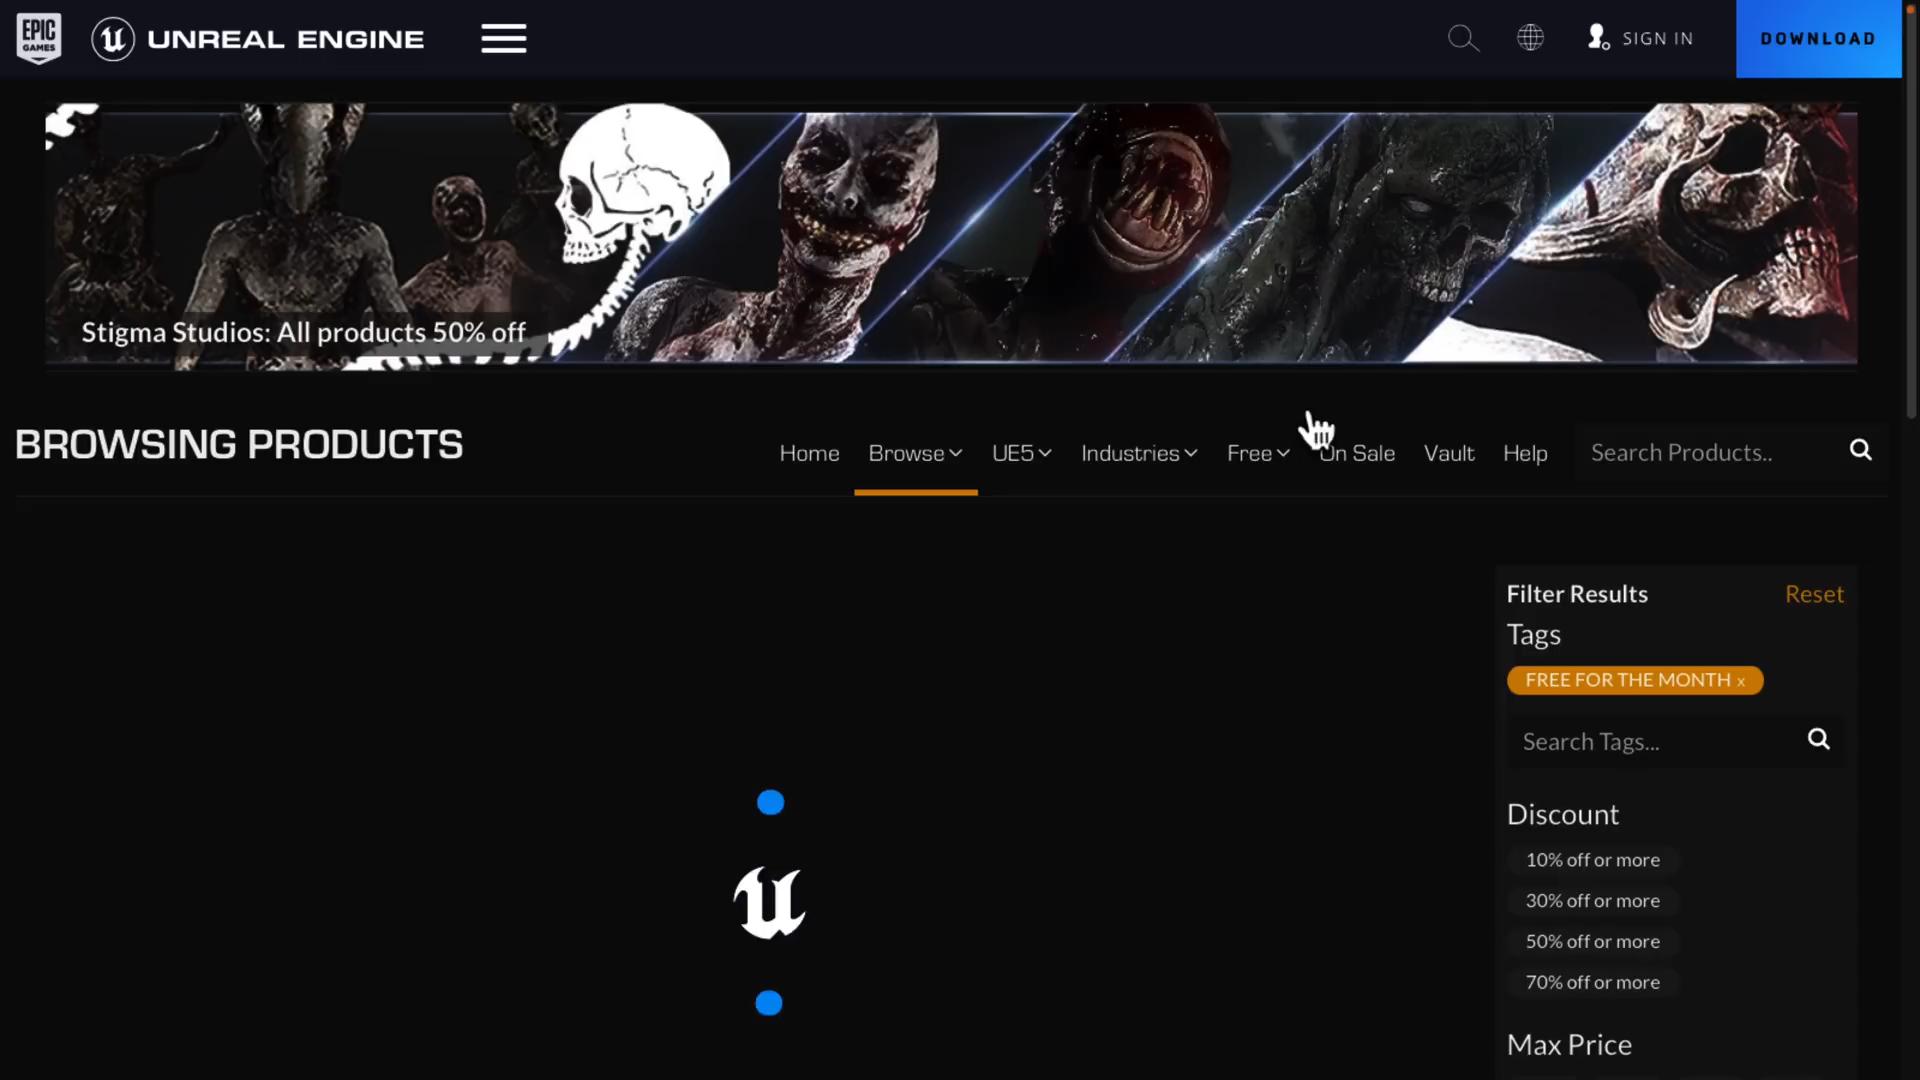 EPIC
GAMES
UNREAL ENGINE
SIGN IN
DOWNLOAD
Stigma Studios: All products 50% off
BROWSING PRODUCTS
Home
Browse
UE5
Industries
Free
On Sale
Vault
Help
Search Products..
Filter Results
Reset
Tags
FREE FOR THE MONTH x
Search Tags...
Discount
10% off or more
30% off or more
50% off or more
70% off or more
Max Price